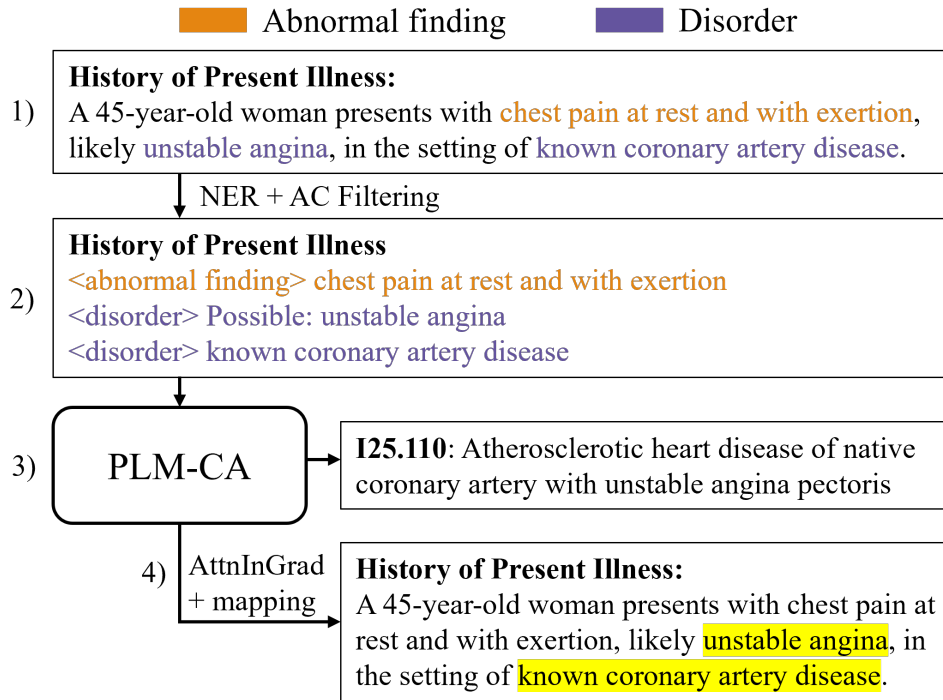 Abnormal finding
Disorder
1)
History of Present Illness:
A 45-year-old woman presents with chest pain at rest and with exertion,
likely unstable angina, in the setting of known coronary artery disease.
NER + AC Filtering
2)
History of Present Illness
<abnormal finding> chest pain at rest and with exertion
<disorder> Possible: unstable angina
<disorder> known coronary artery disease
3)
PLM-CA
I25.110: Atherosclerotic heart disease of native
coronary artery with unstable angina pectoris
4)
AttnInGrad
+ mapping
History of Present Illness:
A 45-year-old woman presents with chest pain at
rest and with exertion, likely unstable angina, in
the setting of known coronary artery disease.